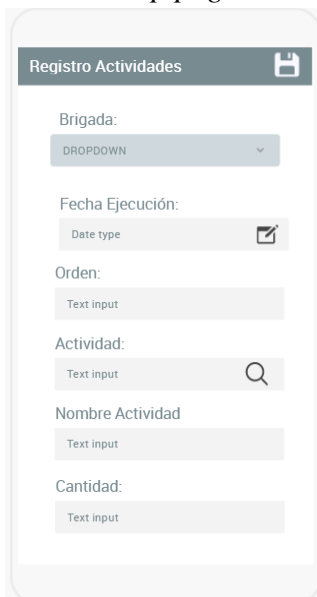 Registro Actividades
Brigada:
DROPDOWN
Fecha Ejecución:
Date type
Orden:
Text input
Actividad:
Text input
Nombre Actividad
Text input
Cantidad:
Text input